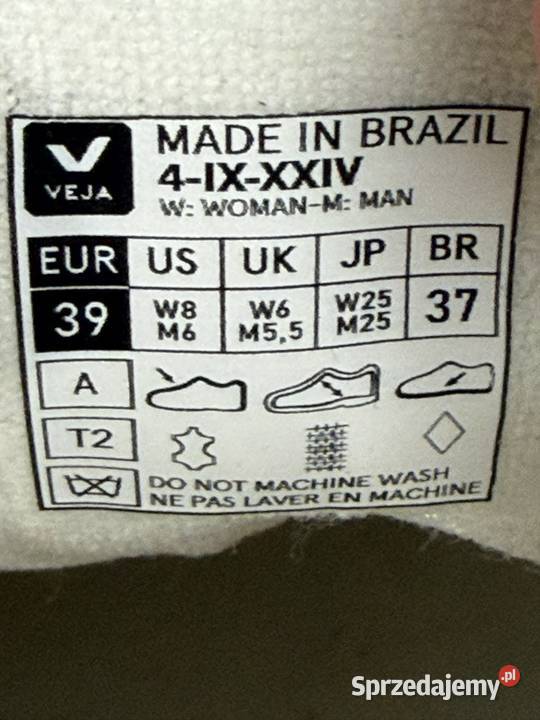 VEJA
MADE IN BRAZIL
4-IX-XXIV
W: WOMAN-M: MAN
EUR US UK JP BR
39 W8 M6 W6 M5,5 W25 M25 37
A
T2
DO NOT MACHINE WASH
NE PAS LAVER EN MACHINE
Sprzedajemy.pl